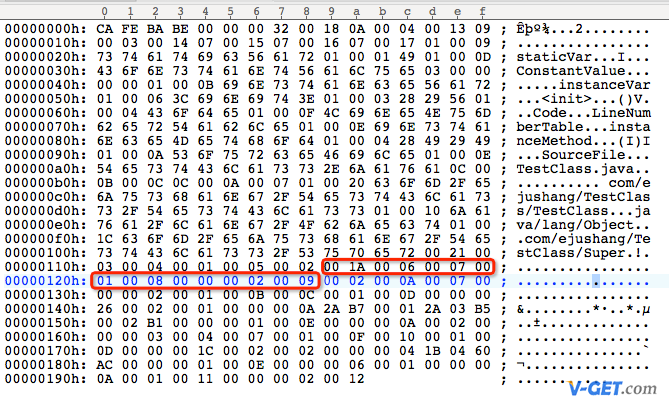 0 1 2 3 4 5 6 7 8 9 a b c d e f
00000000h: CA FE BA BE 00 00 00 32 00 18 0A 00 04 00 13 09 ; Êþº¾...2........
00000010h: 00 03 00 14 07 00 15 07 00 16 07 00 17 01 00 09 ; ................
00000020h: 73 74 61 74 69 63 56 61 72 01 00 01 49 01 00 0D ; staticVar...I...
00000030h: 43 6F 6E 73 74 61 6E 74 56 61 6C 75 65 03 00 00 ; ConstantValue...
00000040h: 00 00 01 00 0B 69 6E 73 74 61 6E 63 65 56 61 72 ; .....instanceVar
00000050h: 01 00 06 3C 69 6E 69 74 3E 01 00 03 28 29 56 01 ; ...<init>...()V.
00000060h: 00 04 43 6F 64 65 01 00 0F 4C 69 6E 65 4E 75 6D ; ..Code...LineNum
00000070h: 62 65 72 54 61 62 6C 65 01 00 0E 69 6E 73 74 61 ; berTable...insta
00000080h: 6E 63 65 4D 65 74 68 6F 64 01 00 04 28 49 29 49 ; nceMethod...(I)I
00000090h: 01 00 0A 53 6F 75 72 63 65 46 69 6C 65 01 00 0E ; ...SourceFile...
000000a0h: 54 65 73 74 43 6C 61 73 73 2E 6A 61 76 61 0C 00 ; TestClass.java..
000000b0h: 0B 00 0C 0C 00 0A 00 07 01 00 20 63 6F 6D 2F 65 ; .......... com/e
000000c0h: 6A 75 73 68 61 6E 67 2F 54 65 73 74 43 6C 61 73 ; jushang/TestClas
000000d0h: 73 2F 54 65 73 74 43 6C 61 73 73 01 00 10 6A 61 ; s/TestClass...ja
000000e0h: 76 61 2F 6C 61 6E 67 2F 4F 62 6A 65 63 74 01 00 ; va/lang/Object..
000000f0h: 1C 63 6F 6D 2F 65 6A 75 73 68 61 6E 67 2F 54 65 ; .com/ejushang/Te
00000100h: 73 74 43 6C 61 73 73 2F 53 75 70 65 72 00 21 00 ; stClass/Super.!.
00000110h: 03 00 04 00 01 00 05 00 02 00 1A 00 06 00 07 00 ; ................
00000120h: 01 00 08 00 00 00 02 00 09 00 02 00 0A 00 07 00 ; ................
00000130h: 00 00 02 00 01 00 0B 00 0C 00 01 00 0D 00 00 00 ; ................
00000140h: 26 00 02 00 01 00 00 00 0A 2A B7 00 01 2A 03 B5 ; &........*·..*.µ
00000150h: 00 02 B1 00 00 00 01 00 0E 00 00 00 0A 00 02 00 ; ..±.............
00000160h: 00 00 03 00 04 00 07 00 01 00 0F 00 10 00 01 00 ; ................
00000170h: 0D 00 00 00 1C 00 02 00 02 00 00 00 04 1B 04 60 ; ...............`
00000180h: AC 00 00 00 01 00 0E 00 00 00 06 00 01 00 00 00 ; ¬...............
00000190h: 0A 00 01 00 11 00 00 00 02 00 12 ; ...........
V-GET.com